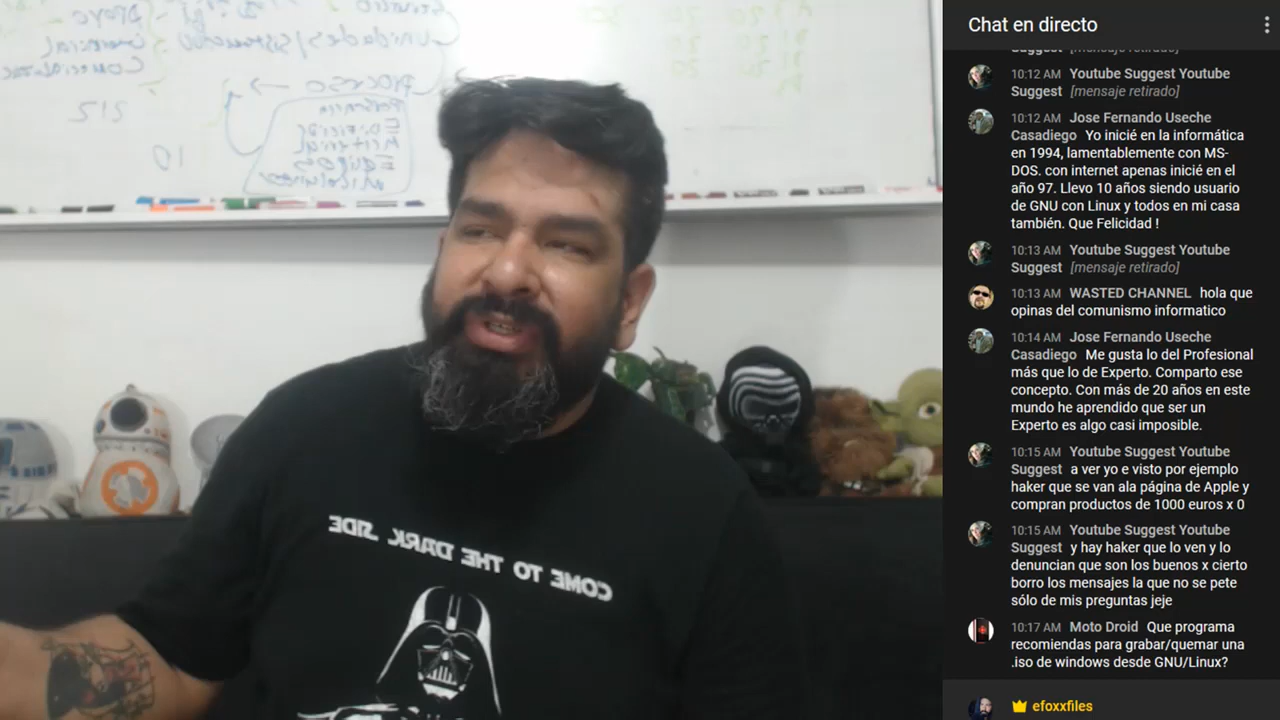 Chat en directo
Suggest [mensaje retirado]
10:12 AM Youtube Suggest Youtube
Suggest [mensaje retirado]
10:12 AM Jose Fernando Useche
Casadiego Yo inicié en la informática
en 1994, lamentablemente con MS-
DOS. con internet apenas inicié en el
año 97. Llevo 10 años siendo usuario
de GNU con Linux y todos en mi casa
también. Que Felicidad !
10:13 AM Youtube Suggest Youtube
Suggest [mensaje retirado]
10:13 AM WASTED CHANNEL hola que
opinas del comunismo informatico
10:14 AM Jose Fernando Useche
Casadiego Me gusta lo del Profesional
más que lo de Experto. Comparto ese
concepto. Con más de 20 años en este
mundo he aprendido que ser un
Experto es algo casi imposible.
10:15 AM Youtube Suggest Youtube
Suggest a ver yo e visto por ejemplo
haker que se van ala página de Apple y
compran productos de 1000 euros x 0
10:15 AM Youtube Suggest Youtube
Suggest y hay haker que lo ven y lo
denuncian que son los buenos x cierto
borro los mensajes la que no se pete
sólo de mis preguntas jeje
10:17 AM Moto Droid Que programa
recomiendas para grabar/quemar una
.iso de windows desde GNU/Linux?
efoxxfiles
COME TO THE DARK SIDE